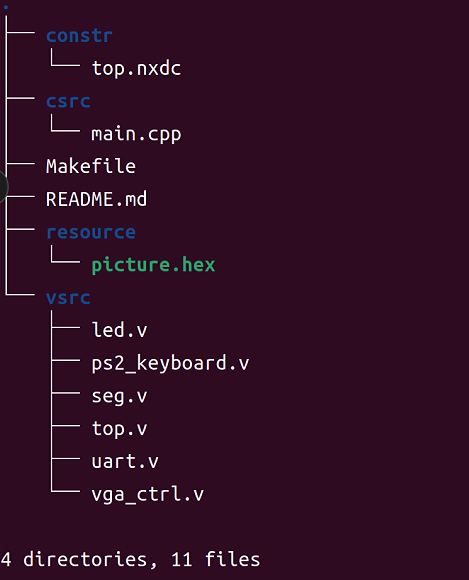 .
constr
top.nxdc
csrc
main.cpp
Makefile
README.md
resource
picture.hex
vsrc
led.v
ps2_keyboard.v
seg.v
top.v
uart.v
vga_ctrl.v
4 directories, 11 files